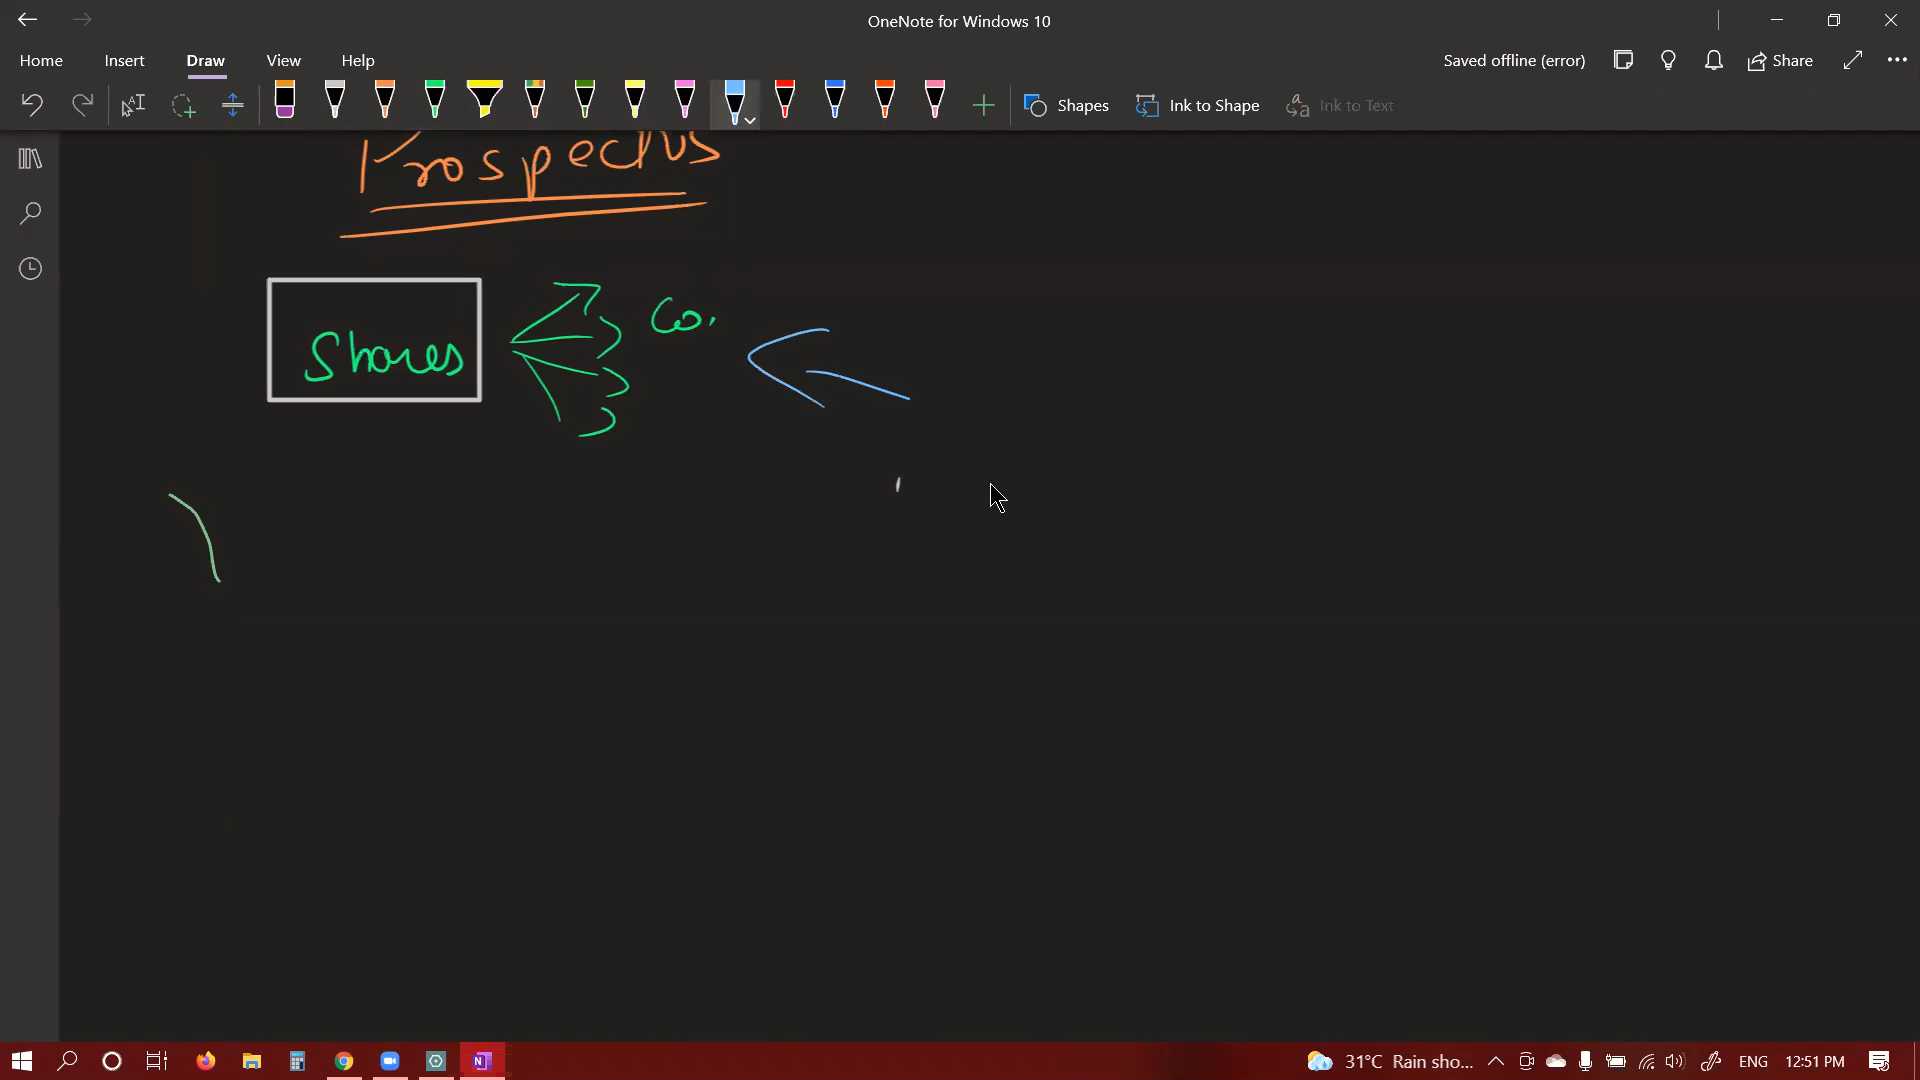 OneNote for Windows 10
Home Insert Draw View Help Saved offline (error) Share
Shapes Ink to Shape Ink to Text
Prospectus
Shares Co.
31°C Rain sho... ENG 12:51 PM